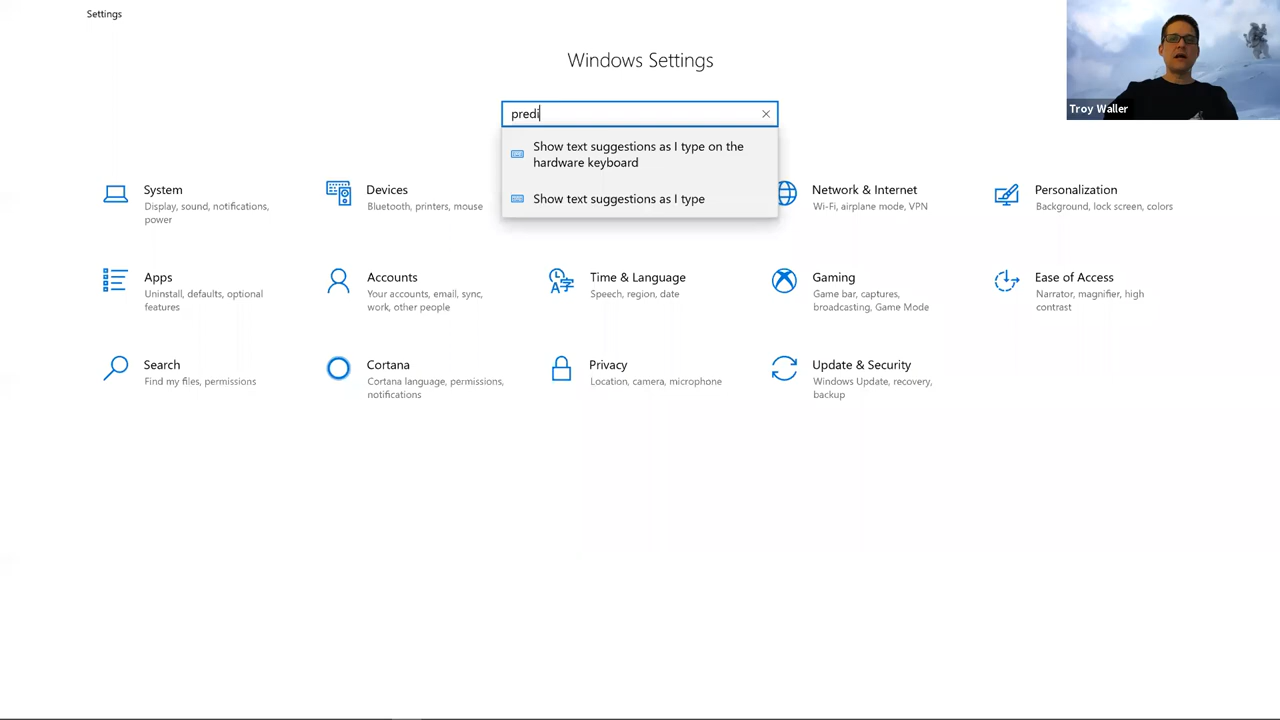 Settings
Windows Settings
Troy Waller
predi
Show text suggestions as I type on the
hardware keyboard
Show text suggestions as I type
System
Display, sound, notifications,
power
Devices
Bluetooth, printers, mouse
Network & Internet
Wi-Fi, airplane mode, VPN
Personalization
Background, lock screen, colors
Apps
Uninstall, defaults, optional
features
Accounts
Your accounts, email, sync,
work, other people
Time & Language
Speech, region, date
Gaming
Game bar, captures,
broadcasting, Game Mode
Ease of Access
Narrator, magnifier, high
contrast
Search
Find my files, permissions
Cortana
Cortana language, permissions,
notifications
Privacy
Location, camera, microphone
Update & Security
Windows Update, recovery,
backup